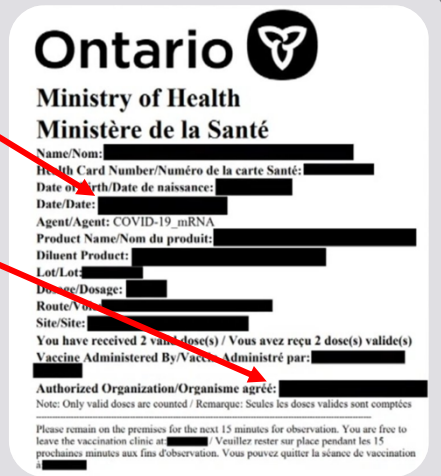 Ontario
Ministry of Health
Ministère de la Santé
Name/Nom:
Health Card Number/Numéro de la carte Santé:
Date of Birth/Date de naissance:
Date/Date:
Agent/Agent: COVID-19_mRNA
Product Name/Nom du produit:
Diluent Product:
Lot/Lot:
Dosage/Dosage:
Route/Voie:
Site/Site:
You have received 2 valid dose(s) / Vous avez reçu 2 dose(s) valide(s)
Vaccine Administered By/Vaccin Administré par:
Authorized Organization/Organisme agréé:
Note: Only valid doses are counted / Remarque: Seules les doses valides sont comptées
Please remain on the premises for the next 15 minutes for observation. You are free to
leave the vaccination clinic at: / Veuillez rester sur place pendant les 15
prochaines minutes aux fins d'observation. Vous pouvez quitter la séance de vaccination
à